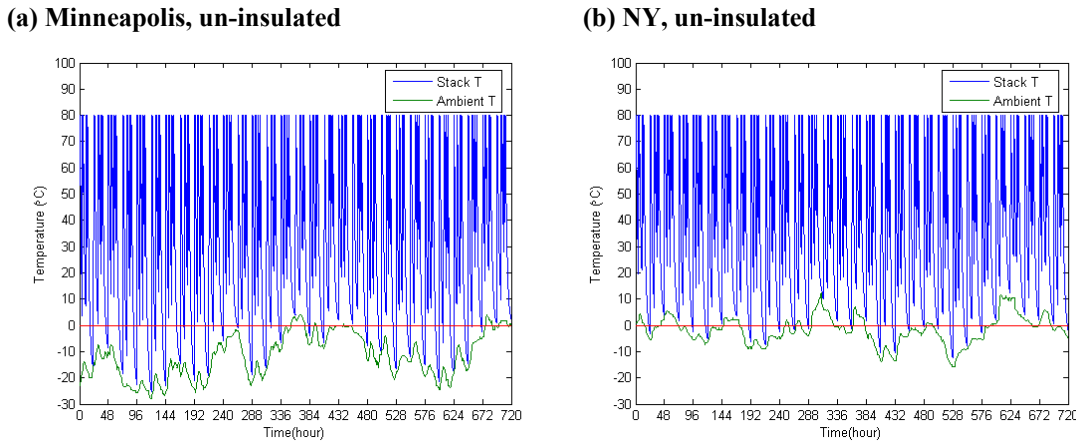 (a) Minneapolis, un-insulated
(b) NY, un-insulated
100
90
80
70
60
50
40
30
20
10
0
-10
-20
-30
Temperature (°C)
Stack T
Ambient T
0 48 96 144 192 240 288 336 384 432 480 528 576 624 672 720
Time(hour)
100
90
80
70
60
50
40
30
20
10
0
-10
-20
-30
Temperature (°C)
Stack T
Ambient T
0 48 96 144 192 240 288 336 384 432 480 528 576 624 672 720
Time(hour)